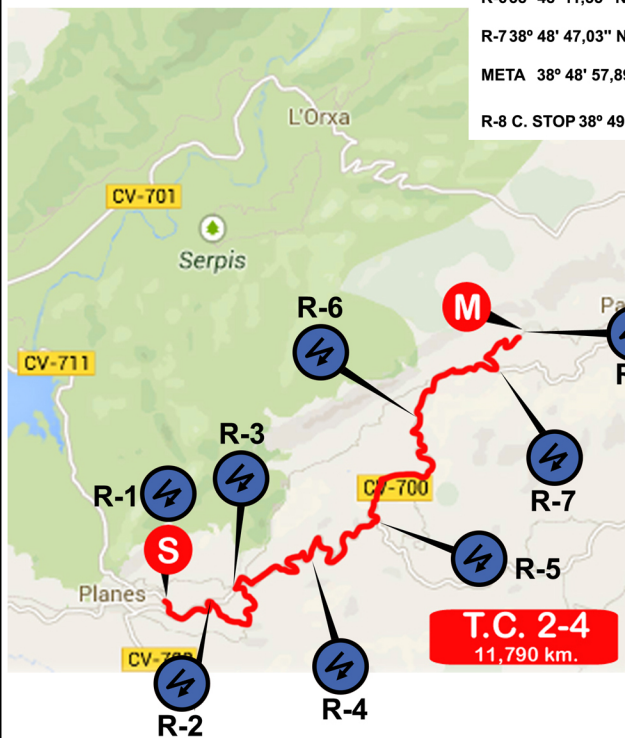 R-7 38º 48' 47,03" N
META 38º 48' 57,89
R-8 C. STOP 38º 49
L'Orxa
CV-701
Serpis
R-6
M
Pa
CV-711
R-3
R-1
CV-700
R-7
S
R-5
Planes
T.C. 2-4
11,790 km.
R-4
R-2